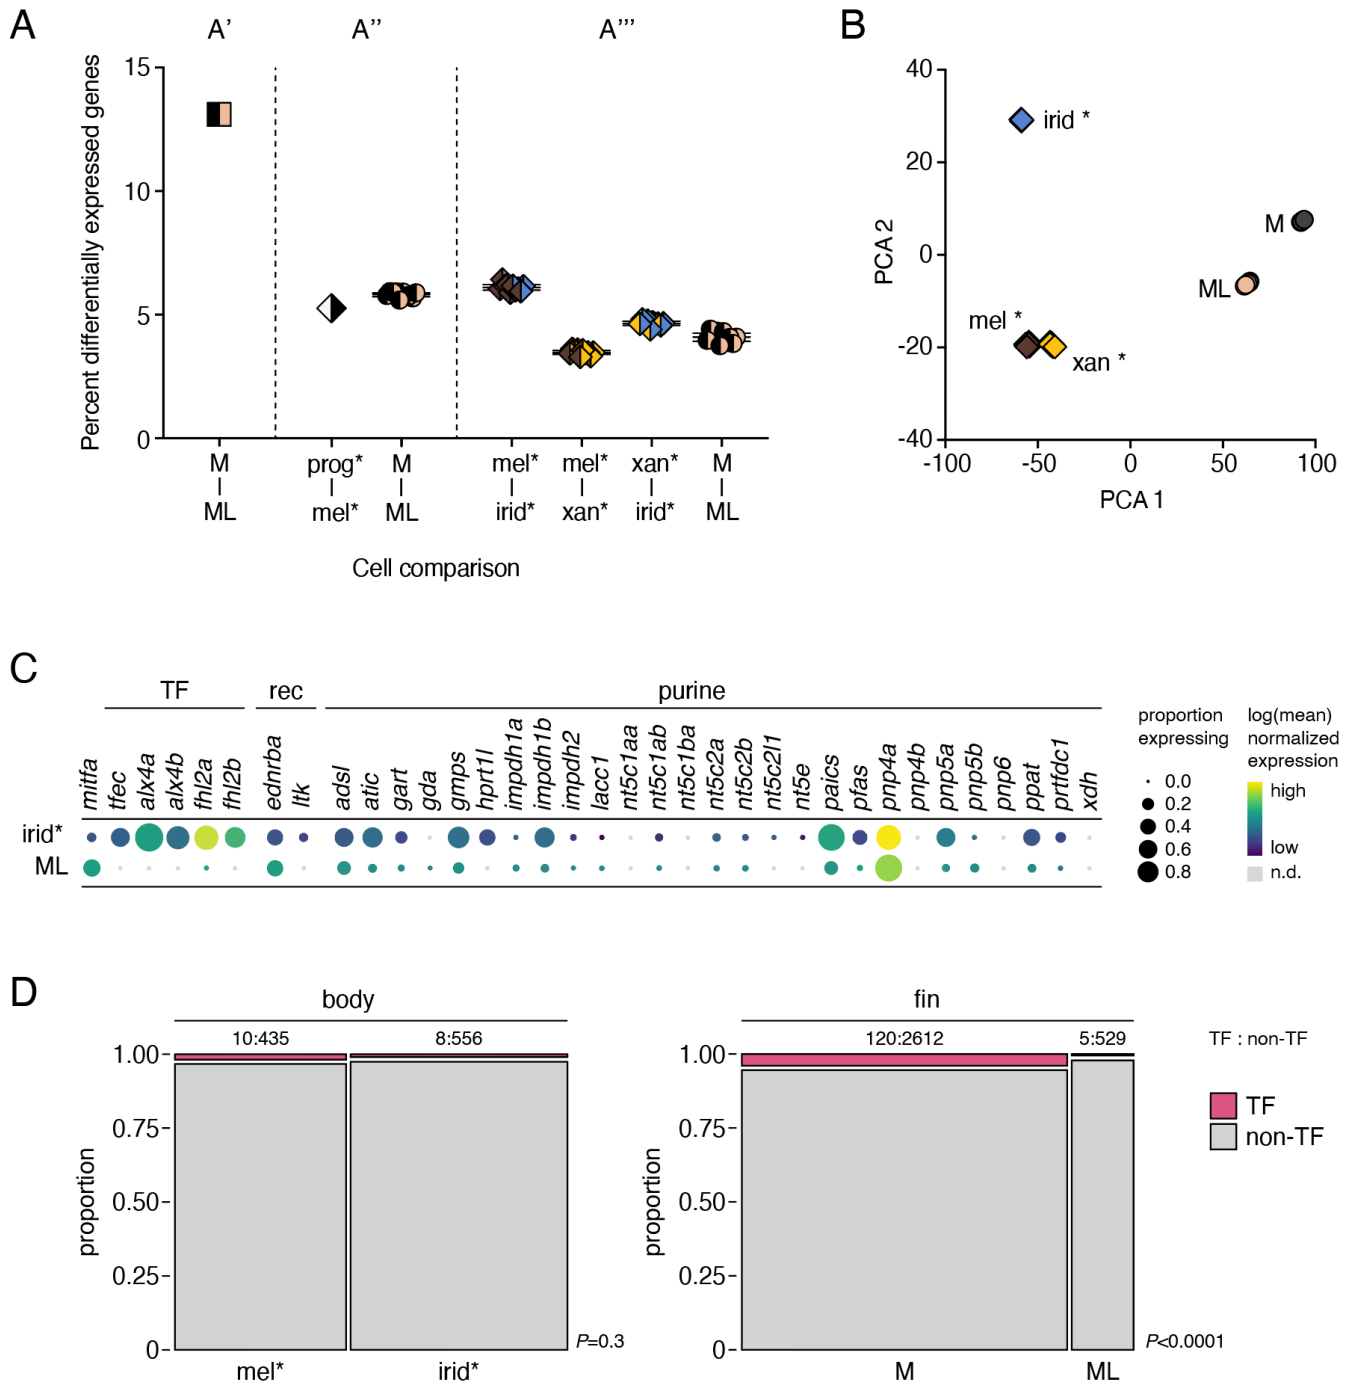 A
A' A'' A'''
Percent differentially expressed genes
15
10
5
0
M prog* M mel* mel* xan* M
ML mel* ML irid* xan* irid* ML
Cell comparison
B
40
20
0
-20
-40
-100 -50 0 50 100
PCA 2
PCA 1
irid *
M
ML
mel *
xan *
C
TF rec purine
mitfa tfec alx4a alx4b fhl2a fhl2b ednrba ltk adsl atic gart gda gmps hprt1l impdh1a impdh1b impdh2 lacc1 nt5c1aa nt5c1ab nt5c1ba nt5c2a nt5c2b nt5c2l1 nt5e paics pfas pnp4a pnp4b pnp5a pnp5b pnp6 ppat prtfdc1 xdh
irid*
ML
proportion
expressing
0.0
0.2
0.4
0.6
0.8
log(mean)
normalized
expression
high
low
n.d.
D
body
10:435 8:556
proportion
1.00
0.75
0.50
0.25
0
mel* irid*
P=0.3
fin
120:2612 5:529
proportion
1.00
0.75
0.50
0.25
0
M ML
P<0.0001
TF : non-TF
TF
non-TF